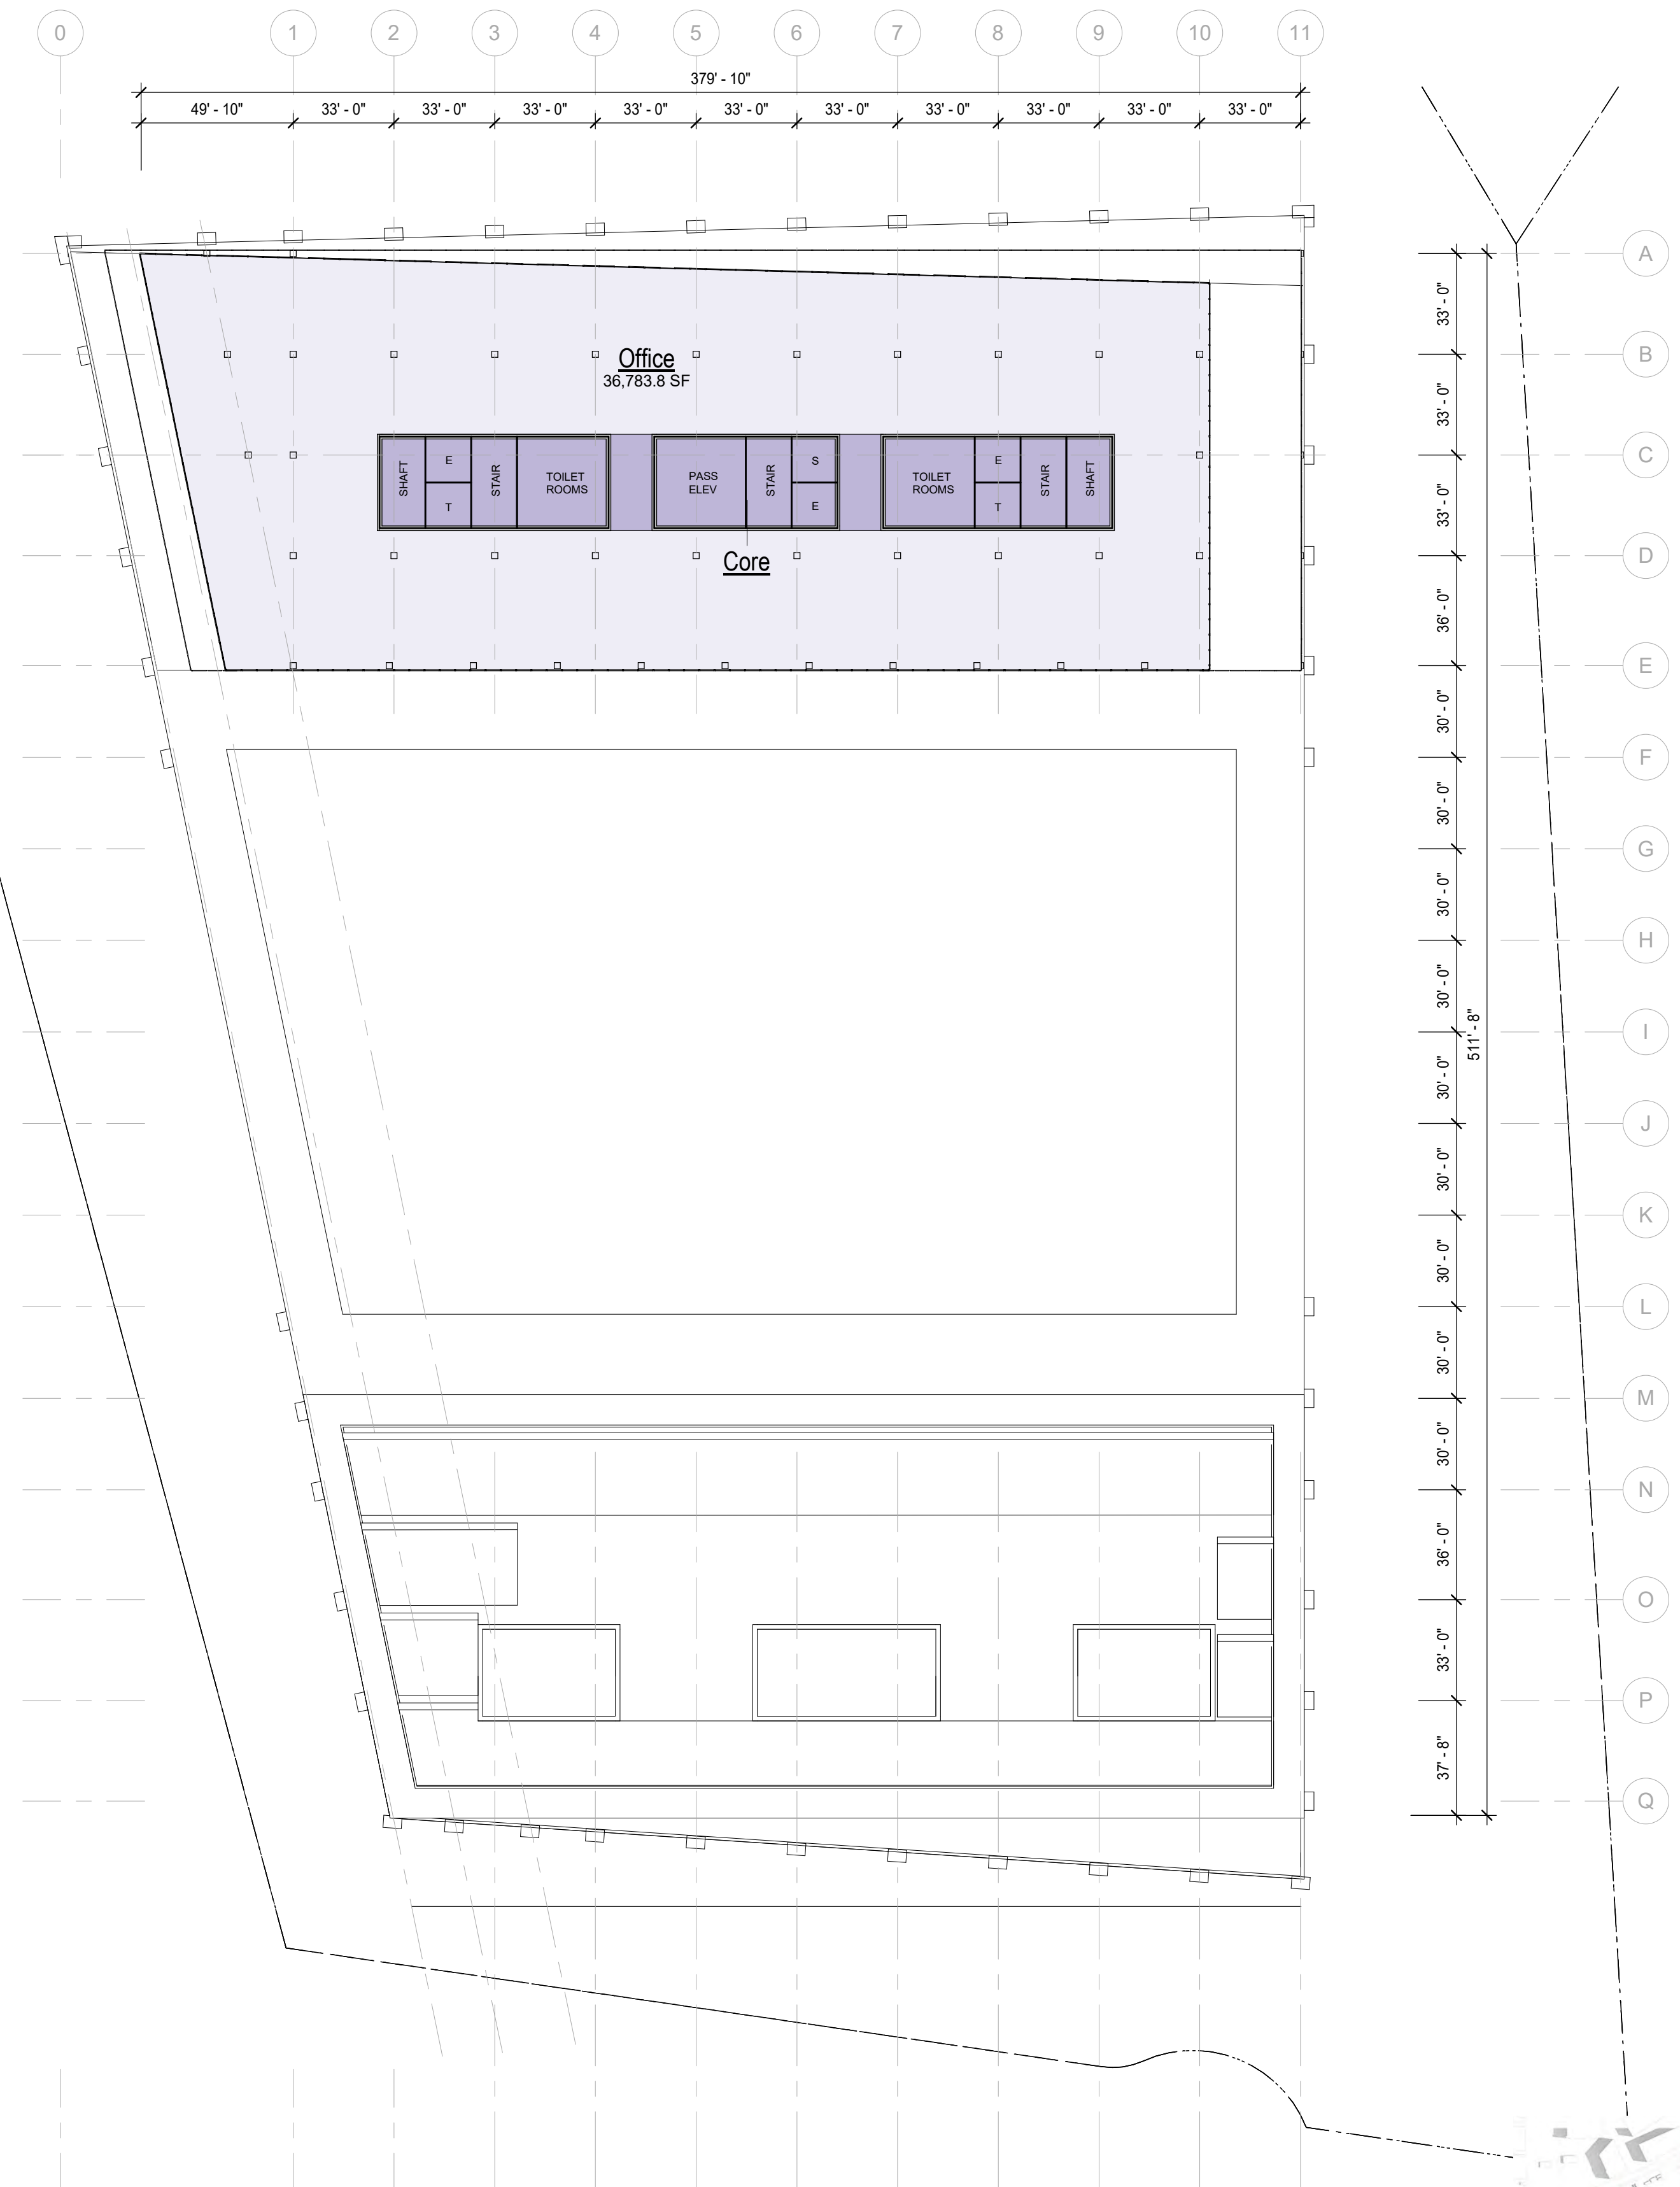 0 1 2 3 4 5 6 7 8 9 10 11
379' - 10"
49' - 10" 33' - 0" 33' - 0" 33' - 0" 33' - 0" 33' - 0" 33' - 0" 33' - 0" 33' - 0" 33' - 0" 33' - 0"
Office
36,783.8 SF
SHAFT
E
T
STAIR
TOILET
ROOMS
PASS
ELEV
STAIR
S
E
TOILET
ROOMS
E
T
STAIR
SHAFT
Core
A
33' - 0"
B
33' - 0"
C
33' - 0"
D
36' - 0"
E
30' - 0"
F
30' - 0"
G
30' - 0"
H
30' - 0"
I
511' - 8"
30' - 0"
J
30' - 0"
K
30' - 0"
L
30' - 0"
M
30' - 0"
N
36' - 0"
O
33' - 0"
P
37' - 8"
Q